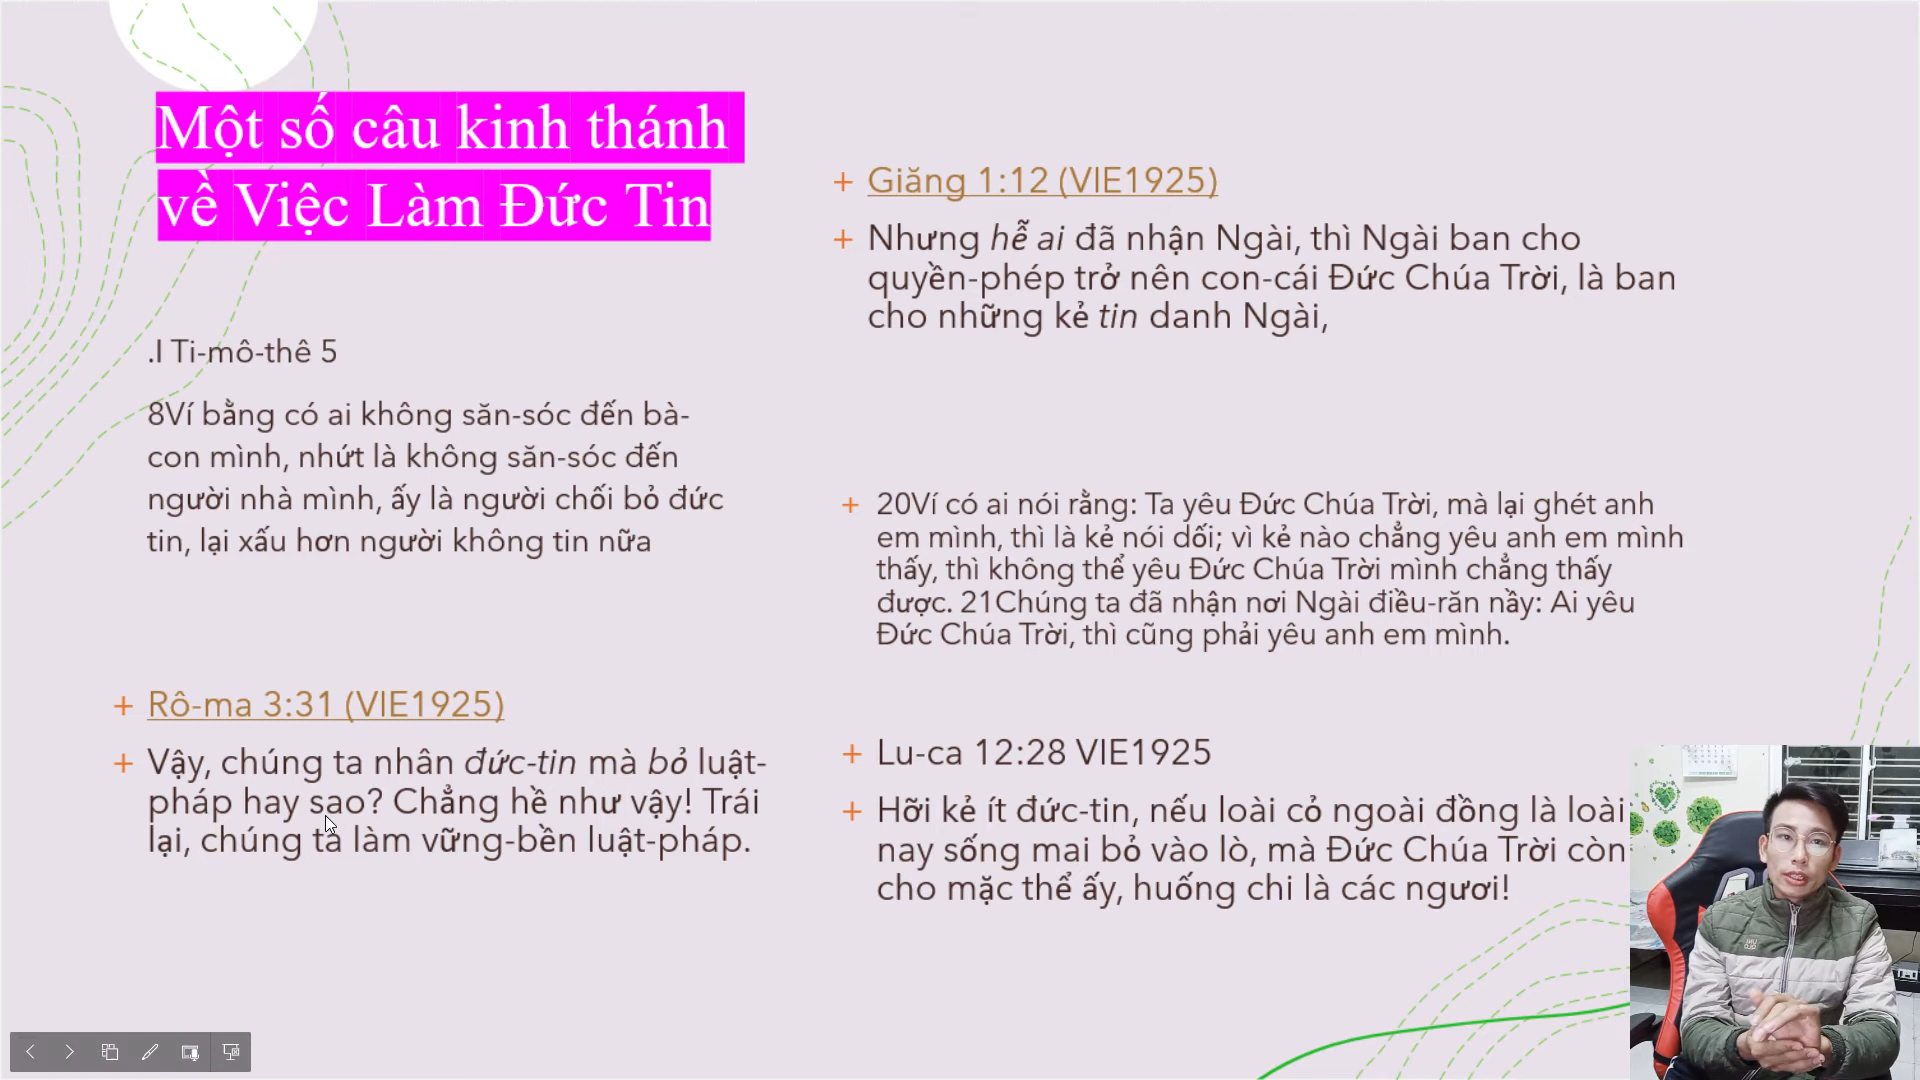 Một số câu kinh thánh
về Việc Làm Đức Tin
.I Ti-mô-thê 5
8Ví bằng có ai không săn-sóc đến bà-
con mình, nhứt là không săn-sóc đến
người nhà mình, ấy là người chối bỏ đức
tin, lại xấu hơn người không tin nữa
+ Rô-ma 3:31 (VIE1925)
+ Vậy, chúng ta nhân đức-tin mà bỏ luật-
pháp hay sao? Chẳng hề như vậy! Trái
lại, chúng ta làm vững-bền luật-pháp.
+ Giăng 1:12 (VIE1925)
+ Nhưng hễ ai đã nhận Ngài, thì Ngài ban cho
quyền-phép trở nên con-cái Đức Chúa Trời, là ban
cho những kẻ tin danh Ngài,
+ 20Ví có ai nói rằng: Ta yêu Đức Chúa Trời, mà lại ghét anh
em mình, thì là kẻ nói dối; vì kẻ nào chẳng yêu anh em mình
thấy, thì không thể yêu Đức Chúa Trời mình chẳng thấy
được. 21Chúng ta đã nhận nơi Ngài điều-răn nầy: Ai yêu
Đức Chúa Trời, thì cũng phải yêu anh em mình.
+ Lu-ca 12:28 VIE1925
+ Hỡi kẻ ít đức-tin, nếu loài cỏ ngoài đồng là loài
nay sống mai bỏ vào lò, mà Đức Chúa Trời còn
cho mặc thể ấy, huống chi là các ngươi!